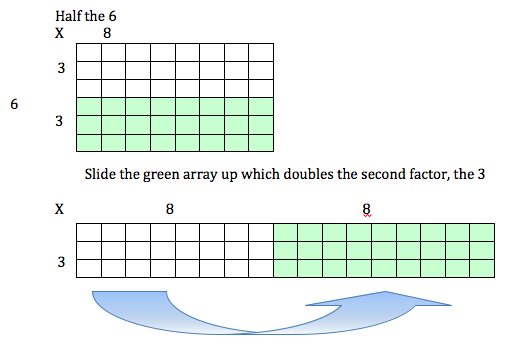 Half the 6
X 8
3
6
3
Slide the green array up which doubles the second factor, the 3
X 8 8
3